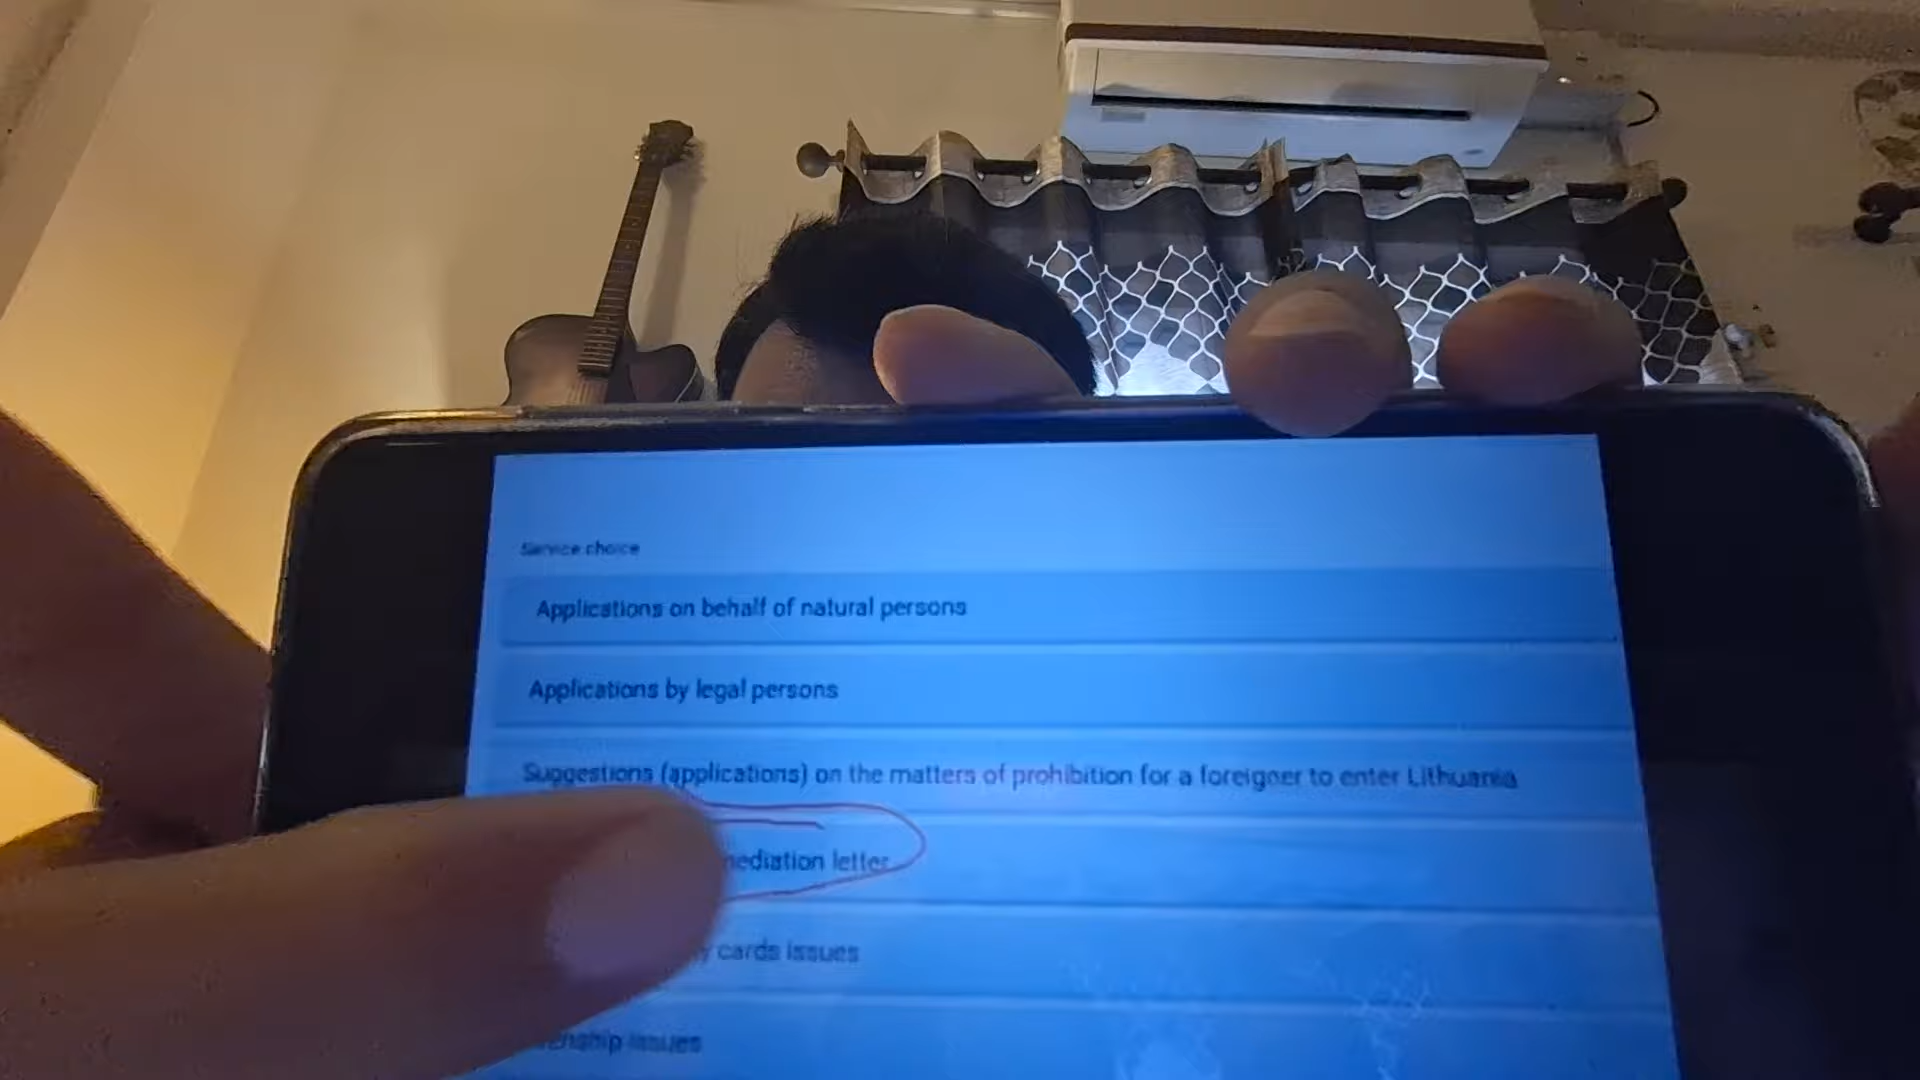 Service choice
Applications on behalf of natural persons
Applications by legal persons
Suggestions (applications) on the matters of prohibition for a foreigner to enter Lithuania
letter
cards issues
issues